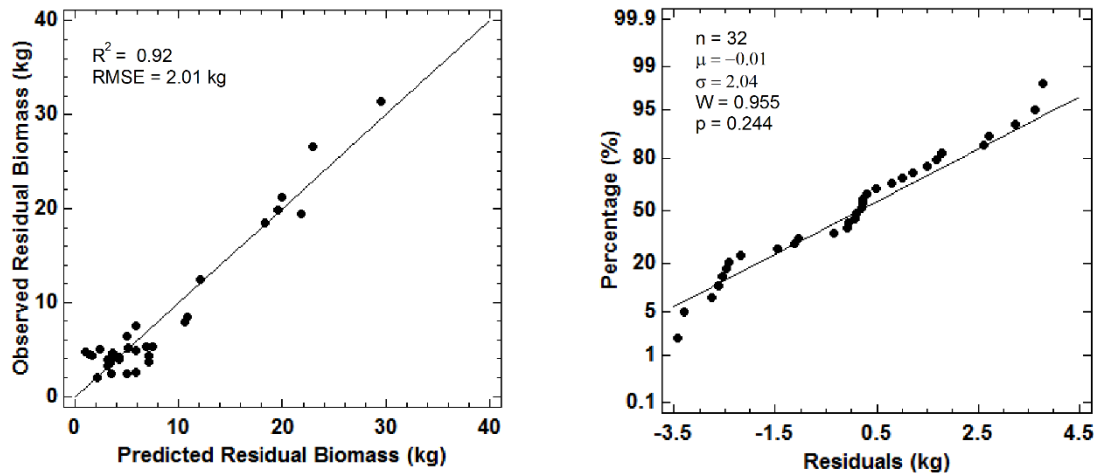 R² = 0.92
RMSE = 2.01 kg
Observed Residual Biomass (kg)
40
30
20
10
0
0 10 20 30 40
Predicted Residual Biomass (kg)
n = 32
μ = −0.01
σ = 2.04
W = 0.955
p = 0.244
Percentage (%)
99.9
99
95
80
50
20
5
1
0.1
-3.5 -1.5 0.5 2.5 4.5
Residuals (kg)